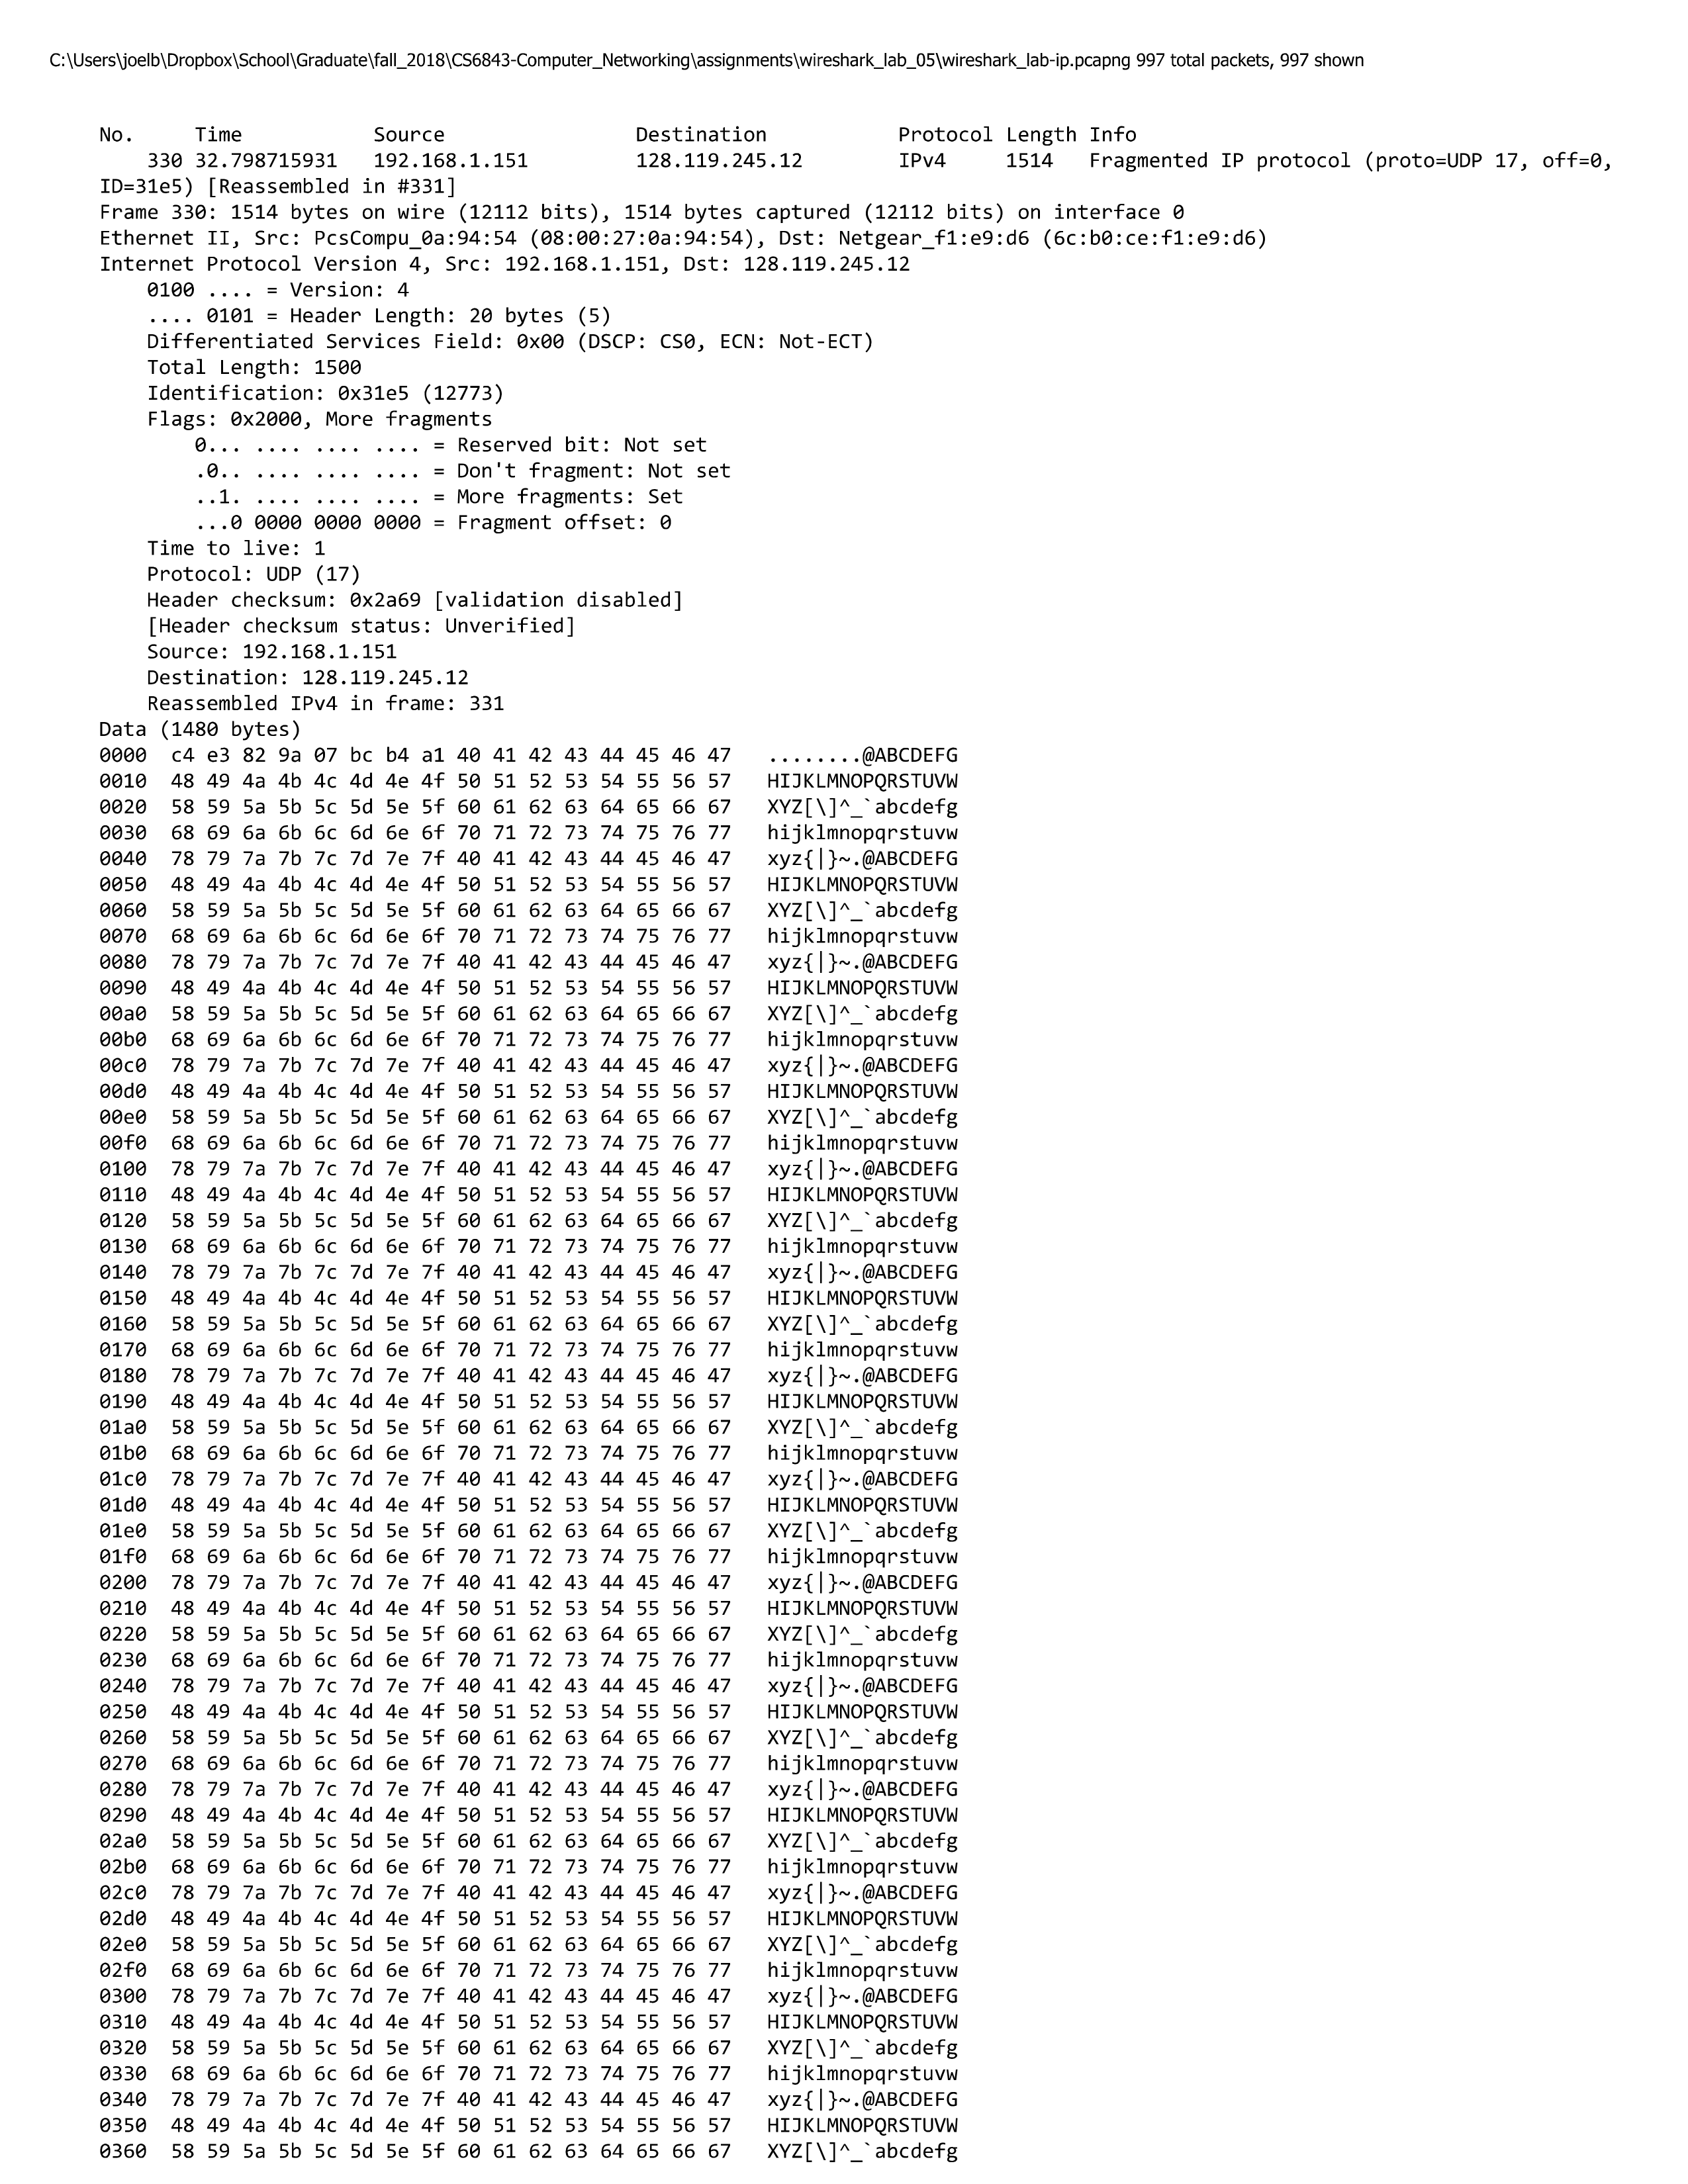 C:\Users\joelb\Dropbox\School\Graduate\fall_2018\CS6843-Computer_Networking\assignments\wireshark_lab_05\wireshark_lab-ip.pcapng 997 total packets, 997 shown
No.     Time           Source                Destination           Protocol Length Info
    330 32.798715931   192.168.1.151         128.119.245.12        IPv4     1514   Fragmented IP protocol (proto=UDP 17, off=0,
ID=31e5) [Reassembled in #331]
Frame 330: 1514 bytes on wire (12112 bits), 1514 bytes captured (12112 bits) on interface 0
Ethernet II, Src: PcsCompu_0a:94:54 (08:00:27:0a:94:54), Dst: Netgear_f1:e9:d6 (6c:b0:ce:f1:e9:d6)
Internet Protocol Version 4, Src: 192.168.1.151, Dst: 128.119.245.12
    0100 .... = Version: 4
    .... 0101 = Header Length: 20 bytes (5)
    Differentiated Services Field: 0x00 (DSCP: CS0, ECN: Not-ECT)
    Total Length: 1500
    Identification: 0x31e5 (12773)
    Flags: 0x2000, More fragments
        0... .... .... .... = Reserved bit: Not set
        .0.. .... .... .... = Don't fragment: Not set
        ..1. .... .... .... = More fragments: Set
        ...0 0000 0000 0000 = Fragment offset: 0
    Time to live: 1
    Protocol: UDP (17)
    Header checksum: 0x2a69 [validation disabled]
    [Header checksum status: Unverified]
    Source: 192.168.1.151
    Destination: 128.119.245.12
    Reassembled IPv4 in frame: 331
Data (1480 bytes)
0000  c4 e3 82 9a 07 bc b4 a1 40 41 42 43 44 45 46 47   ........@ABCDEFG
0010  48 49 4a 4b 4c 4d 4e 4f 50 51 52 53 54 55 56 57   HIJKLMNOPQRSTUVW
0020  58 59 5a 5b 5c 5d 5e 5f 60 61 62 63 64 65 66 67   XYZ[\]^_`abcdefg
0030  68 69 6a 6b 6c 6d 6e 6f 70 71 72 73 74 75 76 77   hijklmnopqrstuvw
0040  78 79 7a 7b 7c 7d 7e 7f 40 41 42 43 44 45 46 47   xyz{|}~.@ABCDEFG
0050  48 49 4a 4b 4c 4d 4e 4f 50 51 52 53 54 55 56 57   HIJKLMNOPQRSTUVW
0060  58 59 5a 5b 5c 5d 5e 5f 60 61 62 63 64 65 66 67   XYZ[\]^_`abcdefg
0070  68 69 6a 6b 6c 6d 6e 6f 70 71 72 73 74 75 76 77   hijklmnopqrstuvw
0080  78 79 7a 7b 7c 7d 7e 7f 40 41 42 43 44 45 46 47   xyz{|}~.@ABCDEFG
0090  48 49 4a 4b 4c 4d 4e 4f 50 51 52 53 54 55 56 57   HIJKLMNOPQRSTUVW
00a0  58 59 5a 5b 5c 5d 5e 5f 60 61 62 63 64 65 66 67   XYZ[\]^_`abcdefg
00b0  68 69 6a 6b 6c 6d 6e 6f 70 71 72 73 74 75 76 77   hijklmnopqrstuvw
00c0  78 79 7a 7b 7c 7d 7e 7f 40 41 42 43 44 45 46 47   xyz{|}~.@ABCDEFG
00d0  48 49 4a 4b 4c 4d 4e 4f 50 51 52 53 54 55 56 57   HIJKLMNOPQRSTUVW
00e0  58 59 5a 5b 5c 5d 5e 5f 60 61 62 63 64 65 66 67   XYZ[\]^_`abcdefg
00f0  68 69 6a 6b 6c 6d 6e 6f 70 71 72 73 74 75 76 77   hijklmnopqrstuvw
0100  78 79 7a 7b 7c 7d 7e 7f 40 41 42 43 44 45 46 47   xyz{|}~.@ABCDEFG
0110  48 49 4a 4b 4c 4d 4e 4f 50 51 52 53 54 55 56 57   HIJKLMNOPQRSTUVW
0120  58 59 5a 5b 5c 5d 5e 5f 60 61 62 63 64 65 66 67   XYZ[\]^_`abcdefg
0130  68 69 6a 6b 6c 6d 6e 6f 70 71 72 73 74 75 76 77   hijklmnopqrstuvw
0140  78 79 7a 7b 7c 7d 7e 7f 40 41 42 43 44 45 46 47   xyz{|}~.@ABCDEFG
0150  48 49 4a 4b 4c 4d 4e 4f 50 51 52 53 54 55 56 57   HIJKLMNOPQRSTUVW
0160  58 59 5a 5b 5c 5d 5e 5f 60 61 62 63 64 65 66 67   XYZ[\]^_`abcdefg
0170  68 69 6a 6b 6c 6d 6e 6f 70 71 72 73 74 75 76 77   hijklmnopqrstuvw
0180  78 79 7a 7b 7c 7d 7e 7f 40 41 42 43 44 45 46 47   xyz{|}~.@ABCDEFG
0190  48 49 4a 4b 4c 4d 4e 4f 50 51 52 53 54 55 56 57   HIJKLMNOPQRSTUVW
01a0  58 59 5a 5b 5c 5d 5e 5f 60 61 62 63 64 65 66 67   XYZ[\]^_`abcdefg
01b0  68 69 6a 6b 6c 6d 6e 6f 70 71 72 73 74 75 76 77   hijklmnopqrstuvw
01c0  78 79 7a 7b 7c 7d 7e 7f 40 41 42 43 44 45 46 47   xyz{|}~.@ABCDEFG
01d0  48 49 4a 4b 4c 4d 4e 4f 50 51 52 53 54 55 56 57   HIJKLMNOPQRSTUVW
01e0  58 59 5a 5b 5c 5d 5e 5f 60 61 62 63 64 65 66 67   XYZ[\]^_`abcdefg
01f0  68 69 6a 6b 6c 6d 6e 6f 70 71 72 73 74 75 76 77   hijklmnopqrstuvw
0200  78 79 7a 7b 7c 7d 7e 7f 40 41 42 43 44 45 46 47   xyz{|}~.@ABCDEFG
0210  48 49 4a 4b 4c 4d 4e 4f 50 51 52 53 54 55 56 57   HIJKLMNOPQRSTUVW
0220  58 59 5a 5b 5c 5d 5e 5f 60 61 62 63 64 65 66 67   XYZ[\]^_`abcdefg
0230  68 69 6a 6b 6c 6d 6e 6f 70 71 72 73 74 75 76 77   hijklmnopqrstuvw
0240  78 79 7a 7b 7c 7d 7e 7f 40 41 42 43 44 45 46 47   xyz{|}~.@ABCDEFG
0250  48 49 4a 4b 4c 4d 4e 4f 50 51 52 53 54 55 56 57   HIJKLMNOPQRSTUVW
0260  58 59 5a 5b 5c 5d 5e 5f 60 61 62 63 64 65 66 67   XYZ[\]^_`abcdefg
0270  68 69 6a 6b 6c 6d 6e 6f 70 71 72 73 74 75 76 77   hijklmnopqrstuvw
0280  78 79 7a 7b 7c 7d 7e 7f 40 41 42 43 44 45 46 47   xyz{|}~.@ABCDEFG
0290  48 49 4a 4b 4c 4d 4e 4f 50 51 52 53 54 55 56 57   HIJKLMNOPQRSTUVW
02a0  58 59 5a 5b 5c 5d 5e 5f 60 61 62 63 64 65 66 67   XYZ[\]^_`abcdefg
02b0  68 69 6a 6b 6c 6d 6e 6f 70 71 72 73 74 75 76 77   hijklmnopqrstuvw
02c0  78 79 7a 7b 7c 7d 7e 7f 40 41 42 43 44 45 46 47   xyz{|}~.@ABCDEFG
02d0  48 49 4a 4b 4c 4d 4e 4f 50 51 52 53 54 55 56 57   HIJKLMNOPQRSTUVW
02e0  58 59 5a 5b 5c 5d 5e 5f 60 61 62 63 64 65 66 67   XYZ[\]^_`abcdefg
02f0  68 69 6a 6b 6c 6d 6e 6f 70 71 72 73 74 75 76 77   hijklmnopqrstuvw
0300  78 79 7a 7b 7c 7d 7e 7f 40 41 42 43 44 45 46 47   xyz{|}~.@ABCDEFG
0310  48 49 4a 4b 4c 4d 4e 4f 50 51 52 53 54 55 56 57   HIJKLMNOPQRSTUVW
0320  58 59 5a 5b 5c 5d 5e 5f 60 61 62 63 64 65 66 67   XYZ[\]^_`abcdefg
0330  68 69 6a 6b 6c 6d 6e 6f 70 71 72 73 74 75 76 77   hijklmnopqrstuvw
0340  78 79 7a 7b 7c 7d 7e 7f 40 41 42 43 44 45 46 47   xyz{|}~.@ABCDEFG
0350  48 49 4a 4b 4c 4d 4e 4f 50 51 52 53 54 55 56 57   HIJKLMNOPQRSTUVW
0360  58 59 5a 5b 5c 5d 5e 5f 60 61 62 63 64 65 66 67   XYZ[\]^_`abcdefg